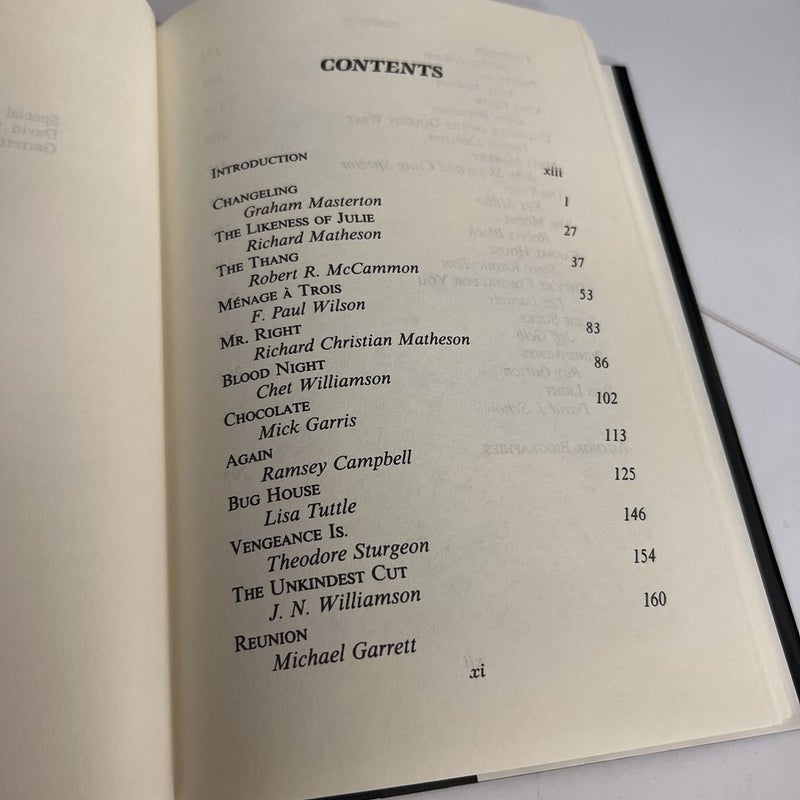 CONTENTS
INTRODUCTION xiii
CHANGELING 1
Graham Masterton
THE LIKENESS OF JULIE 27
Richard Matheson
THE THANG 37
Robert R. McCammon
MÉNAGE À TROIS 53
F. Paul Wilson
MR. RIGHT 83
Richard Christian Matheson
BLOOD NIGHT 86
Chet Williamson
CHOCOLATE 102
Mick Garris
AGAIN 113
Ramsey Campbell
BUG HOUSE 125
Lisa Tuttle
VENGEANCE IS. 146
Theodore Sturgeon
THE UNKINDEST CUT 154
J. N. Williamson
REUNION 160
Michael Garrett
xi